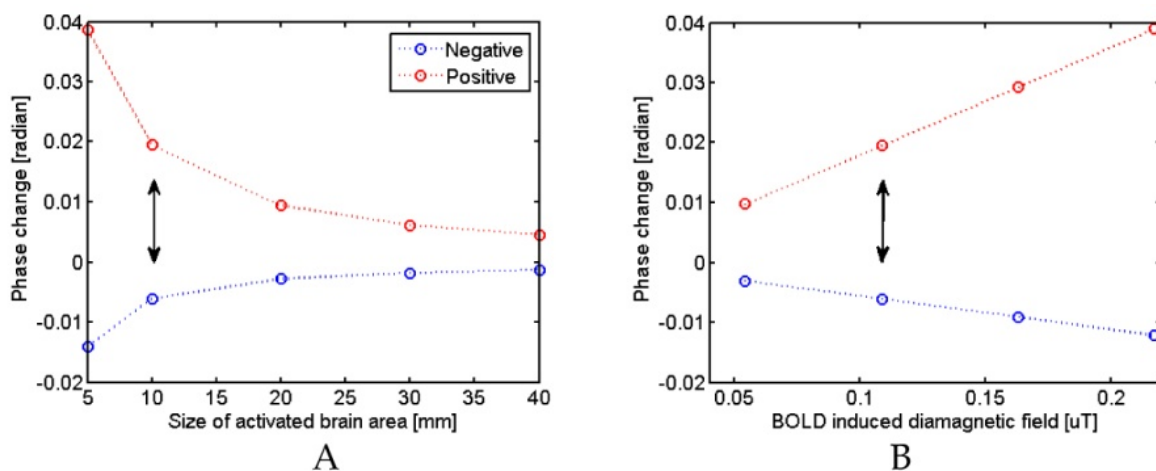 0.04
0.03
0.02
0.01
0
-0.01
-0.02
Phase change [radian]
Negative
Positive
5 10 15 20 25 30 35 40
Size of activated brain area [mm]
A
0.04
0.03
0.02
0.01
0
-0.01
-0.02
Phase change [radian]
0.05 0.1 0.15 0.2
BOLD induced diamagnetic field [uT]
B